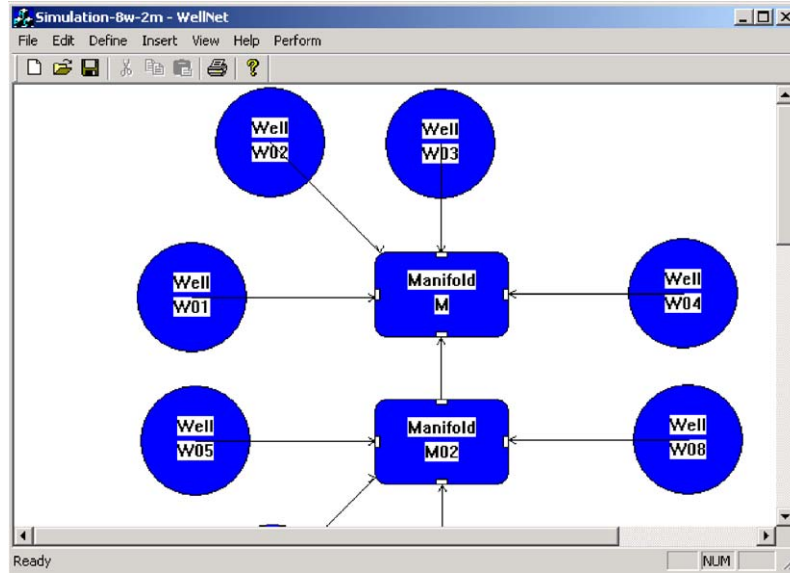 Simulation-8w-2m - WellNet
File Edit Define Insert View Help Perform
Well
W02
Well
W03
Well
W01
Manifold
M
Well
W04
Well
W05
Manifold
M02
Well
W08
Ready
NUM